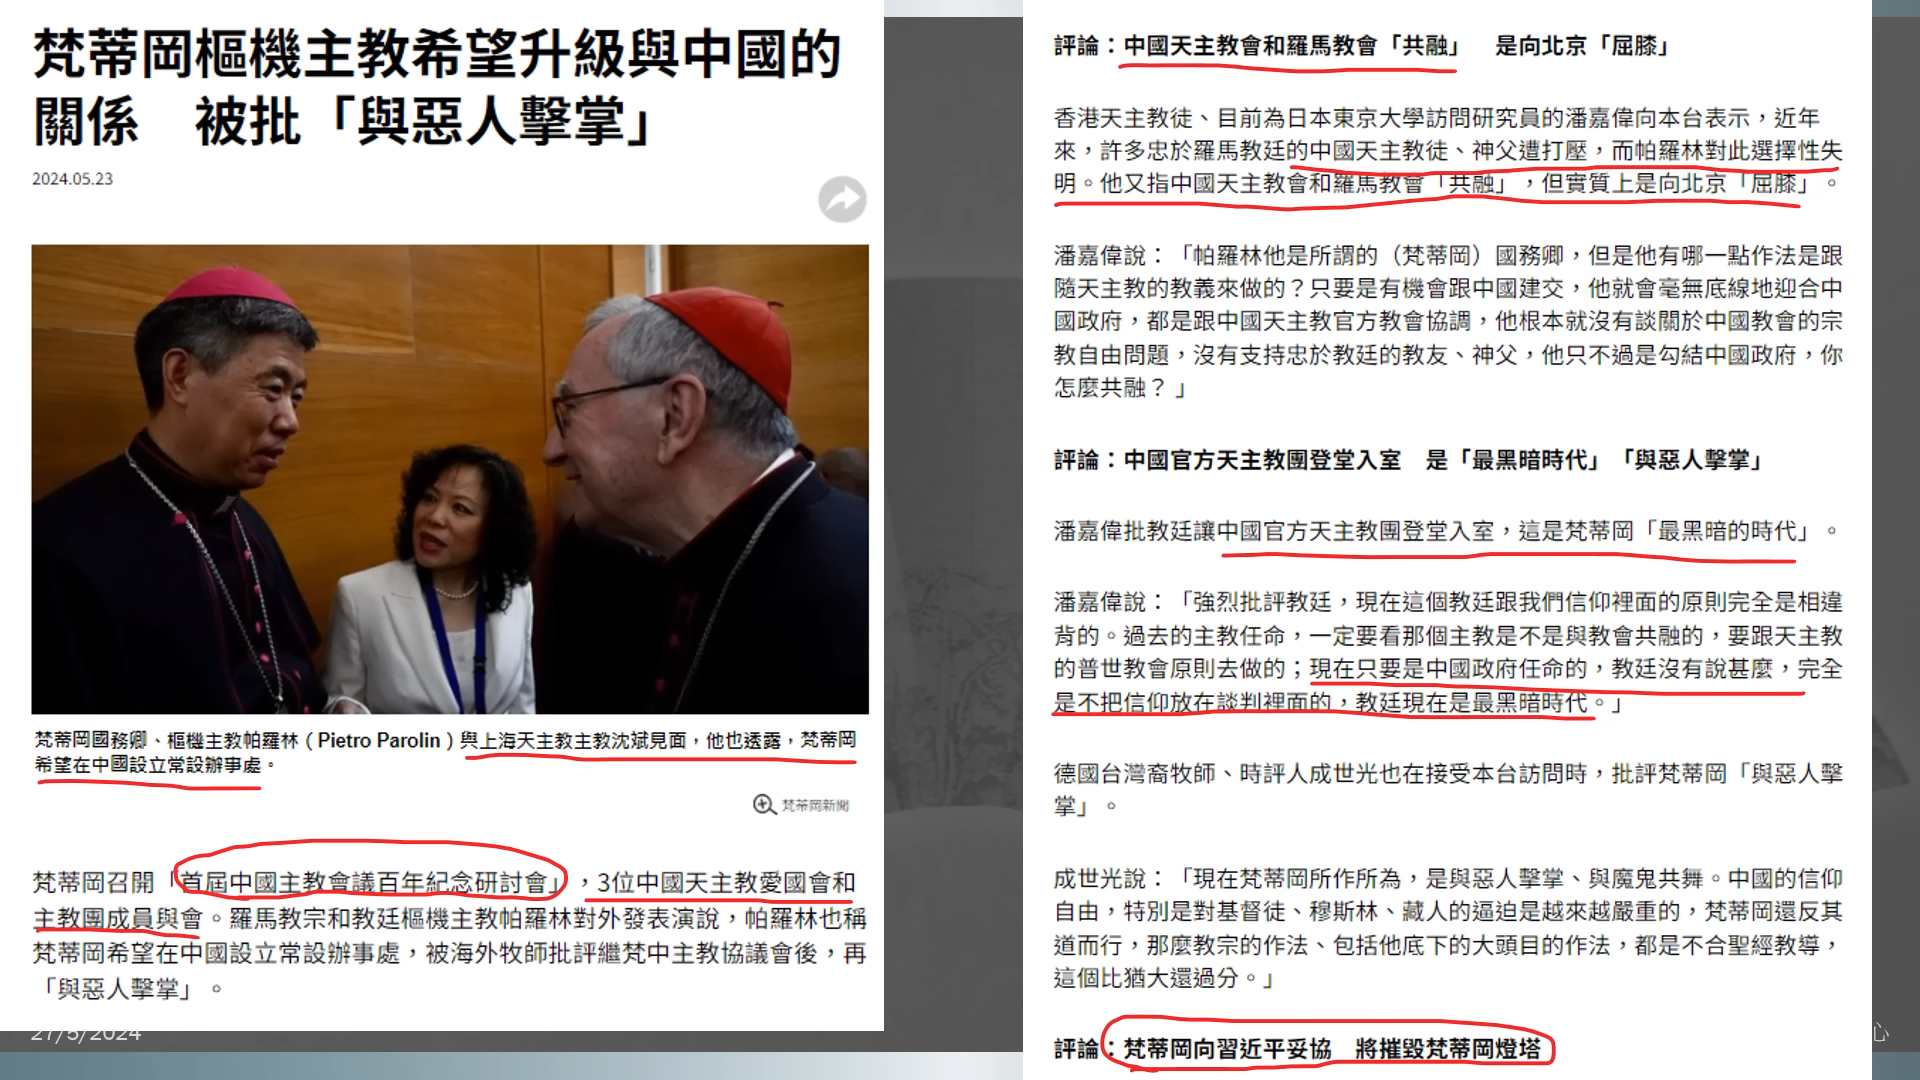 梵蒂岡樞機主教希望升級與中國的
關係　被批「與惡人擊掌」
2024.05.23
梵蒂岡國務卿、樞機主教帕羅林（Pietro Parolin）與上海天主教主教沈斌見面，他也透露，梵蒂岡
希望在中國設立常設辦事處。
梵蒂岡新聞
梵蒂岡召開「首屆中國主教會議百年紀念研討會」，3位中國天主教愛國會和
主教團成員與會。羅馬教宗和教廷樞機主教帕羅林對外發表演說，帕羅林也稱
梵蒂岡希望在中國設立常設辦事處，被海外牧師批評繼梵中主教協議會後，再
「與惡人擊掌」。
27/5/2024
評論：中國天主教會和羅馬教會「共融」　是向北京「屈膝」
香港天主教徒、目前為日本東京大學訪問研究員的潘嘉偉向本台表示，近年
來，許多忠於羅馬教廷的中國天主教徒、神父遭打壓，而帕羅林對此選擇性失
明。他又指中國天主教會和羅馬教會「共融」，但實質上是向北京「屈膝」。
潘嘉偉說：「帕羅林他是所謂的（梵蒂岡）國務卿，但是他有哪一點作法是跟
隨天主教的教義來做的？只要是有機會跟中國建交，他就會毫無底線地迎合中
國政府，都是跟中國天主教官方教會協調，他根本就沒有談關於中國教會的宗
教自由問題，沒有支持忠於教廷的教友、神父，他只不過是勾結中國政府，你
怎麼共融？」
評論：中國官方天主教團登堂入室　是「最黑暗時代」「與惡人擊掌」
潘嘉偉批教廷讓中國官方天主教團登堂入室，這是梵蒂岡「最黑暗的時代」。
潘嘉偉說：「強烈批評教廷，現在這個教廷跟我們信仰裡面的原則完全是相違
背的。過去的主教任命，一定要看那個主教是不是與教會共融的，要跟天主教
的普世教會原則去做的；現在只要是中國政府任命的，教廷沒有說甚麼，完全
是不把信仰放在談判裡面的，教廷現在是最黑暗時代。」
德國台灣裔牧師、時評人成世光也在接受本台訪問時，批評梵蒂岡「與惡人擊
掌」。
成世光說：「現在梵蒂岡所作所為，是與惡人擊掌、與魔鬼共舞。中國的信仰
自由，特別是對基督徒、穆斯林、藏人的逼迫是越來越嚴重的，梵蒂岡還反其
道而行，那麼教宗的作法、包括他底下的大頭目的作法，都是不合聖經教導，
這個比猶大還過分。」
評論：梵蒂岡向習近平妥協　將摧毀梵蒂岡燈塔
心